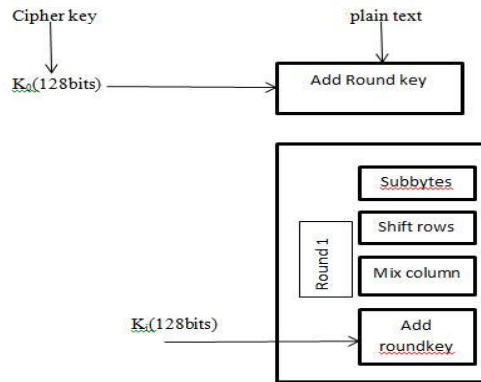 Cipher key
plain text
K₀(128bits)
Add Round key
Subbytes
Shift rows
Round 1
Mix column
Kᵢ(128bits)
Add
roundkey